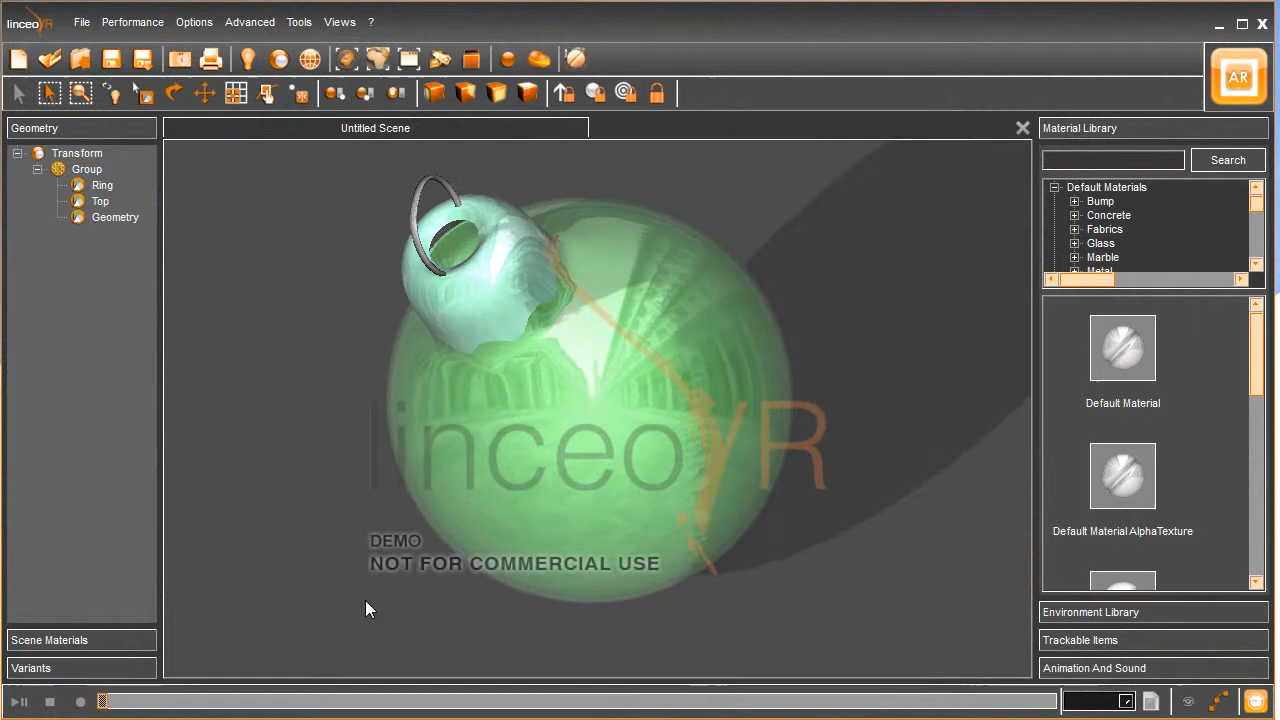 linceoVR
File Performance Options Advanced Tools Views ?
AR
Geometry
Untitled Scene
Material Library
Transform
Group
Ring
Top
Geometry
Search
Default Materials
Bump
Concrete
Fabrics
Glass
Marble
Metal
Default Material
Default Material AlphaTexture
linceoVR
DEMO
NOT FOR COMMERCIAL USE
Scene Materials
Variants
Environment Library
Trackable Items
Animation And Sound